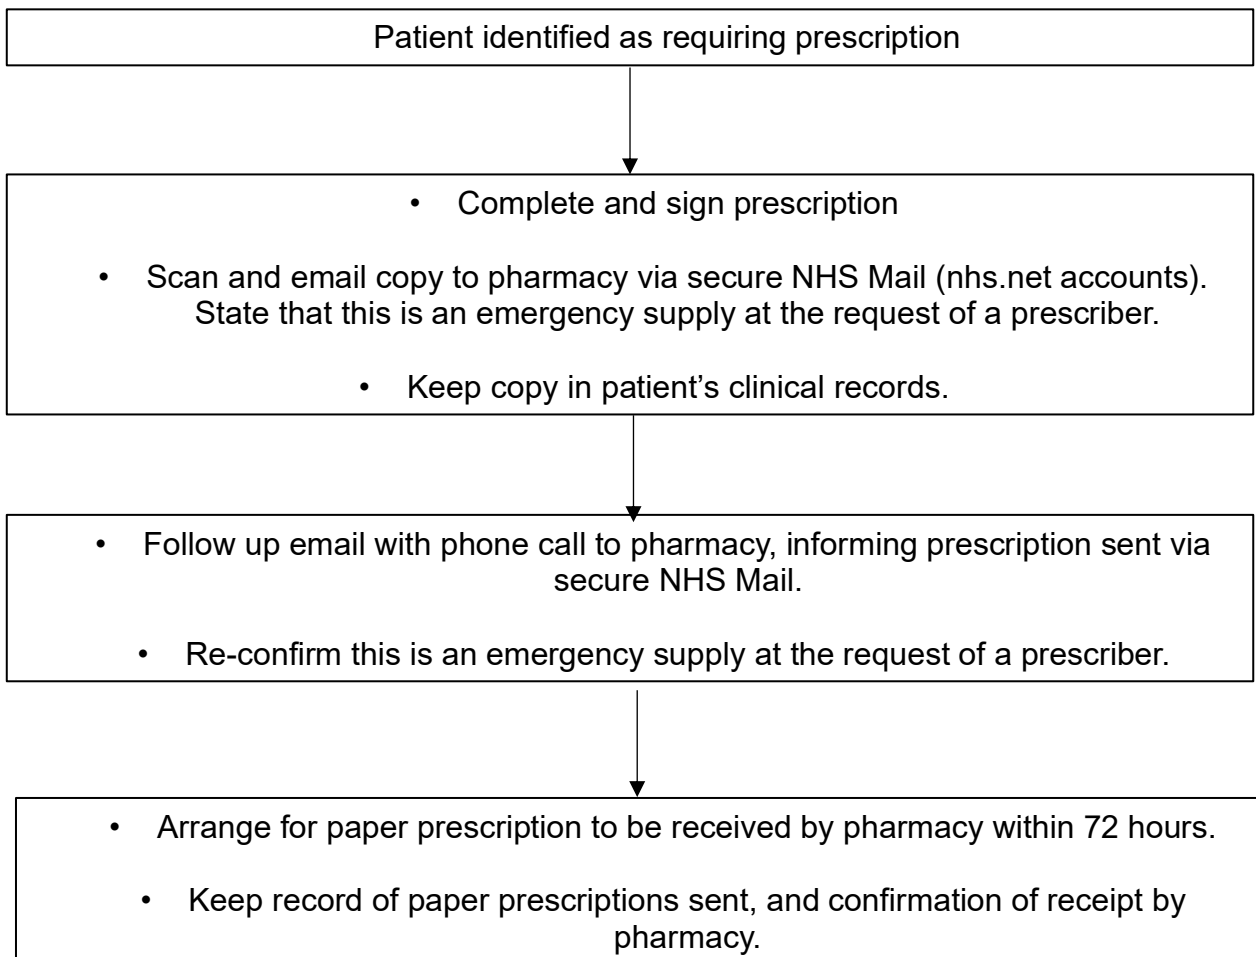 Patient identified as requiring prescription
• Complete and sign prescription
• Scan and email copy to pharmacy via secure NHS Mail (nhs.net accounts).
State that this is an emergency supply at the request of a prescriber.
• Keep copy in patient’s clinical records.
• Follow up email with phone call to pharmacy, informing prescription sent via
secure NHS Mail.
• Re-confirm this is an emergency supply at the request of a prescriber.
• Arrange for paper prescription to be received by pharmacy within 72 hours.
• Keep record of paper prescriptions sent, and confirmation of receipt by
pharmacy.